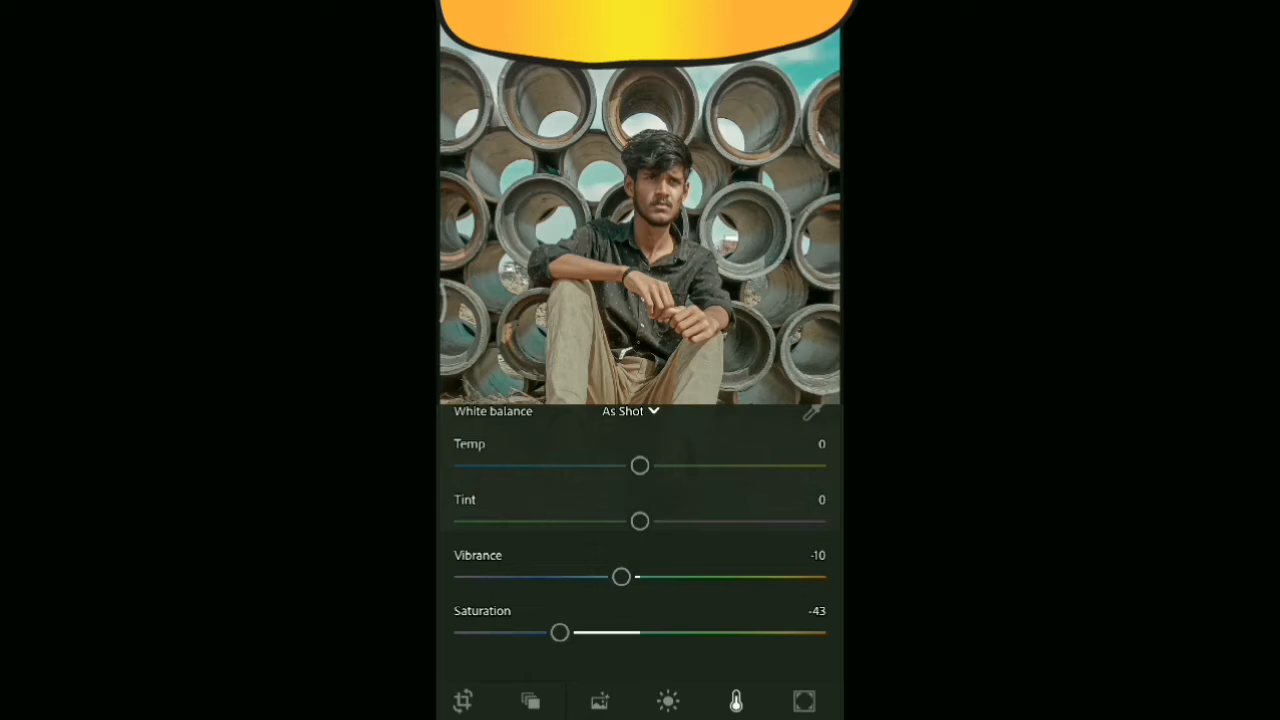 White balance As Shot
Temp 0
Tint 0
Vibrance -10
Saturation -43